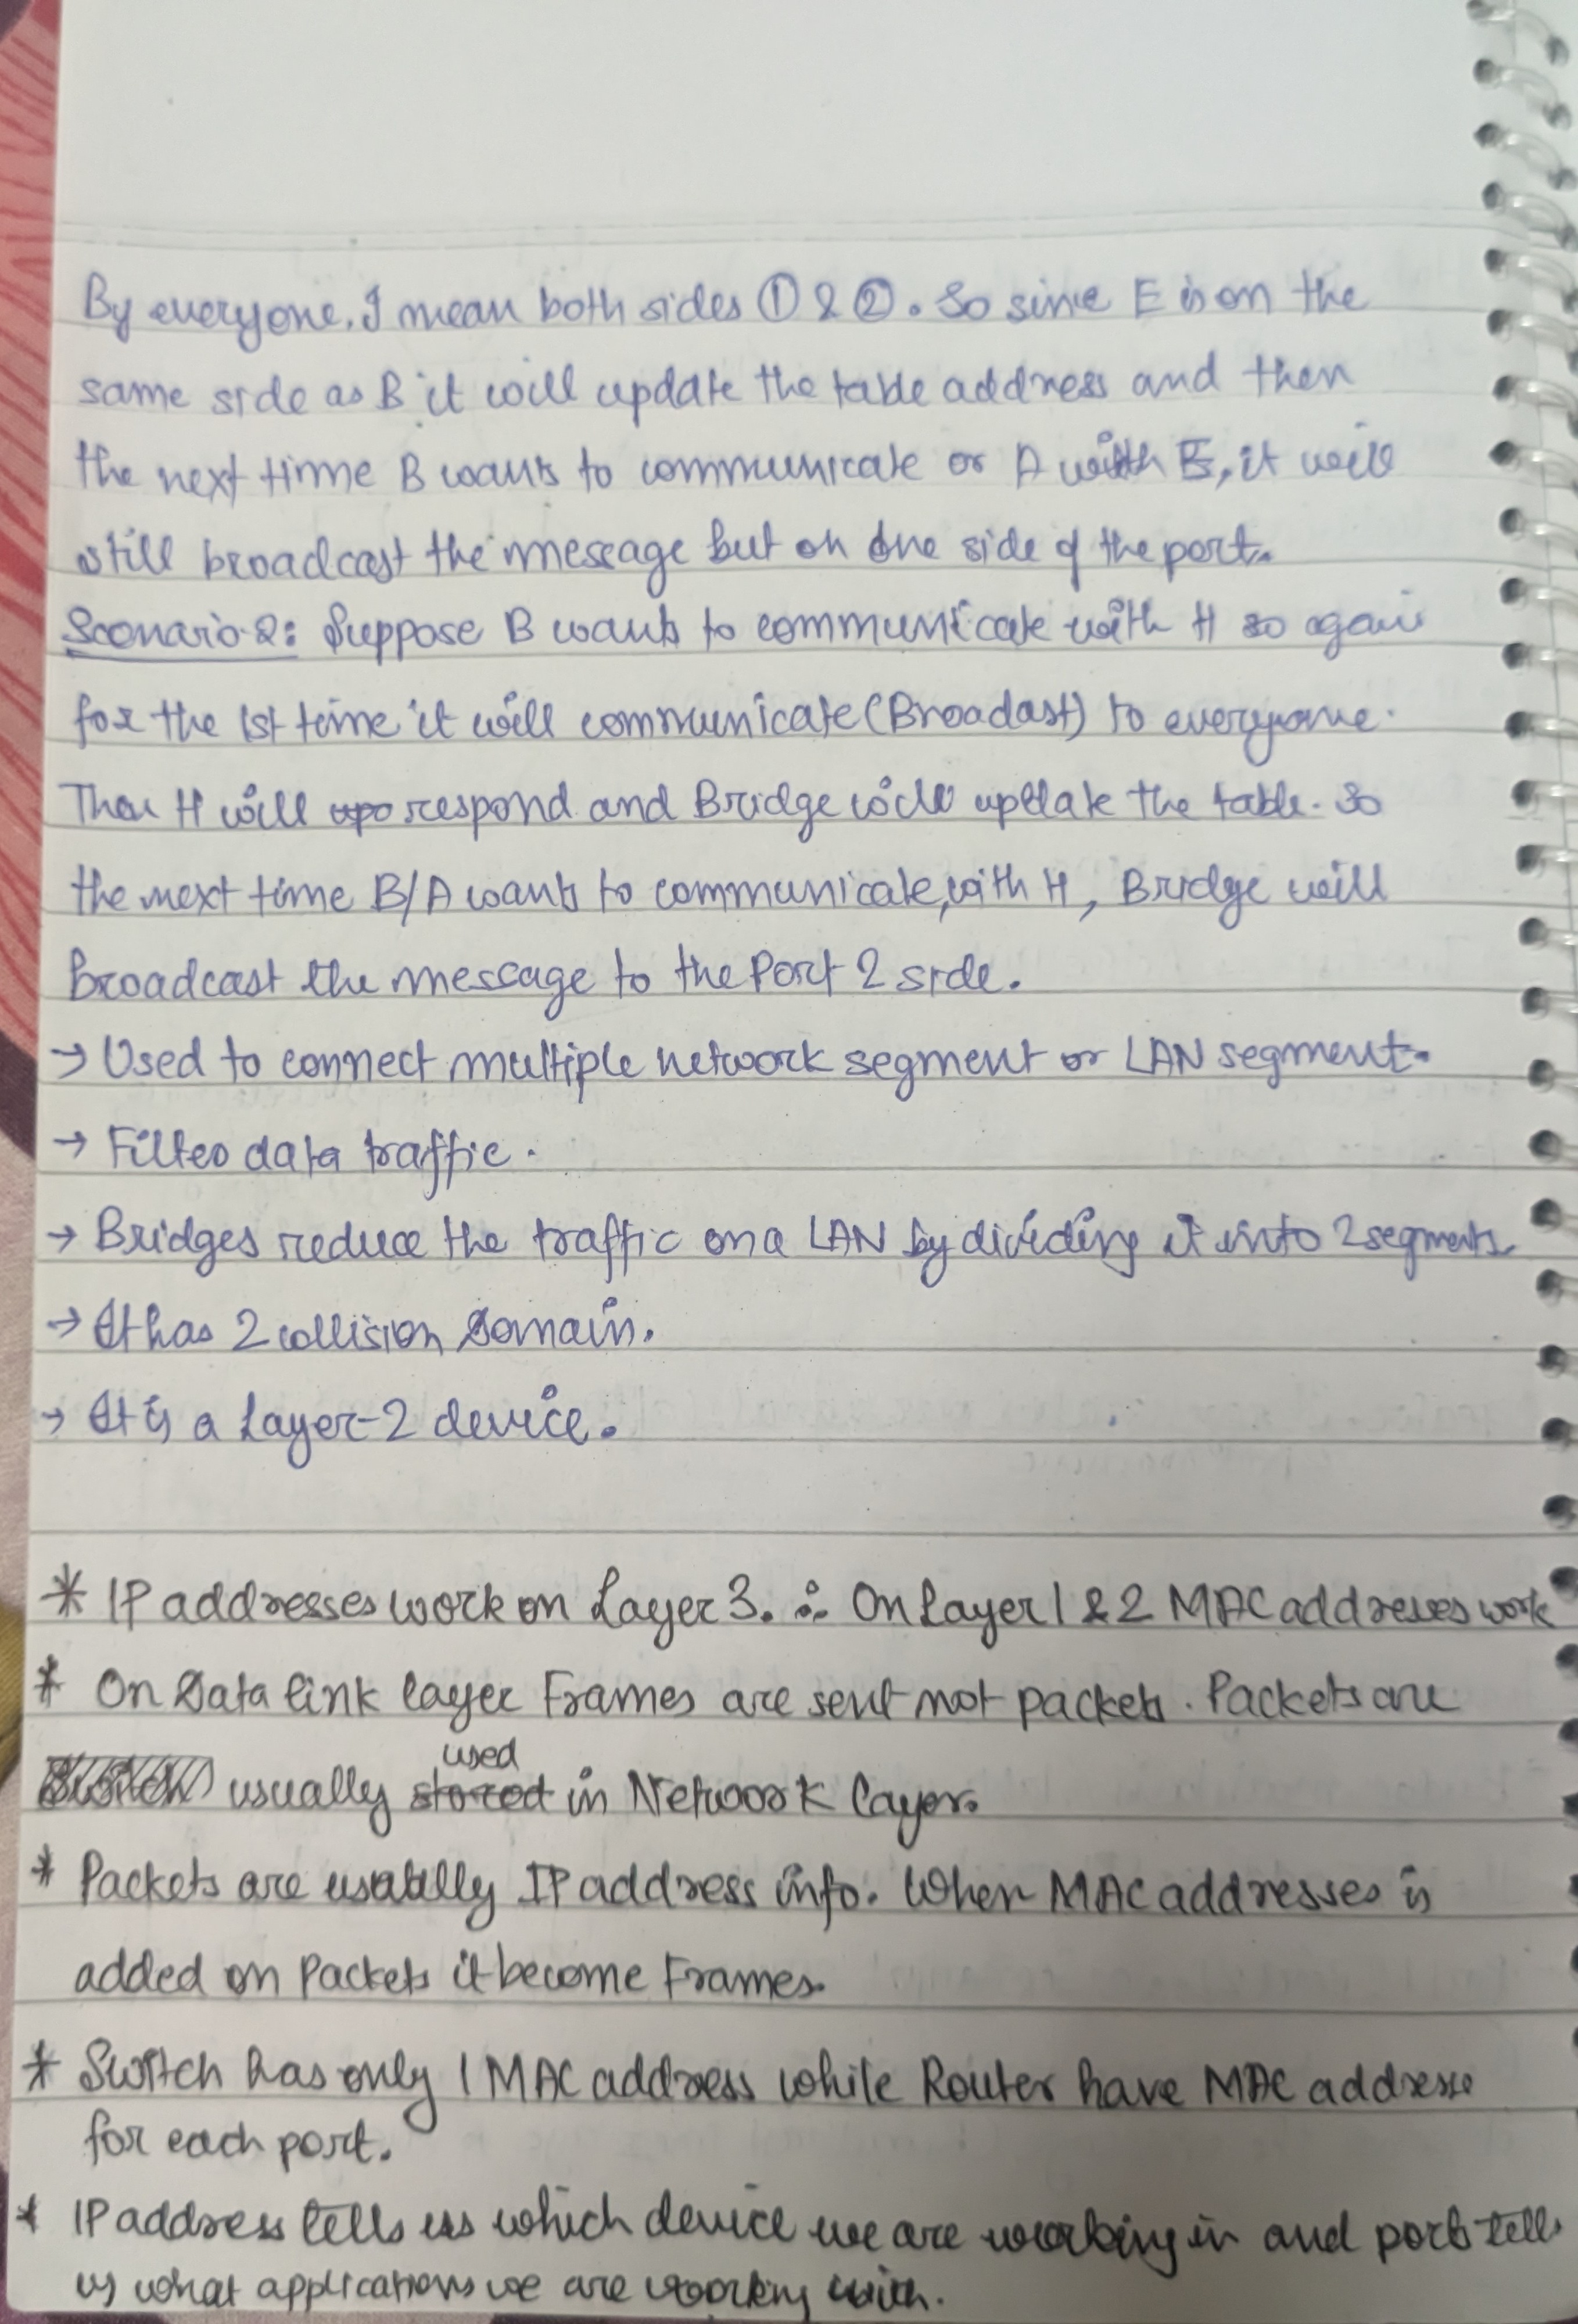 By everyone, I mean both sides ① & ②. So since E is on the
same side as B it will update the table address and then
the next time B wants to communicate or A with E, it will
still broadcast the message but on one side of the port.
Scenario-2: Suppose B wants to communicate with H so again
for the 1st time it will communicate (Broadast) to everyone.
Then H will respond and Bridge will update the table. So
the next time B/A wants to communicate, with H, Bridge will
Broadcast the message to the Port 2 side.
→ Used to connect multiple network segment or LAN segment.
→ Filter data traffic.
→ Bridges reduce the traffic on a LAN by dividing it into 2 segments.
→ It has 2 collision Domain.
→ It is a Layer-2 device.
* IP addresses work on Layer 3. ∴ On Layer 1 & 2 MAC addresses work
* On Data link layer Frames are sent not packets. Packets are
usually stored used in Network layer.
* Packets are usually IP address info. When MAC addresses is
added on Packets it become Frames.
* Switch has only 1 MAC address while Router have MAC addresse
for each port.
* IP address tells us which device we are working in and ports tells
us what applications we are working with.